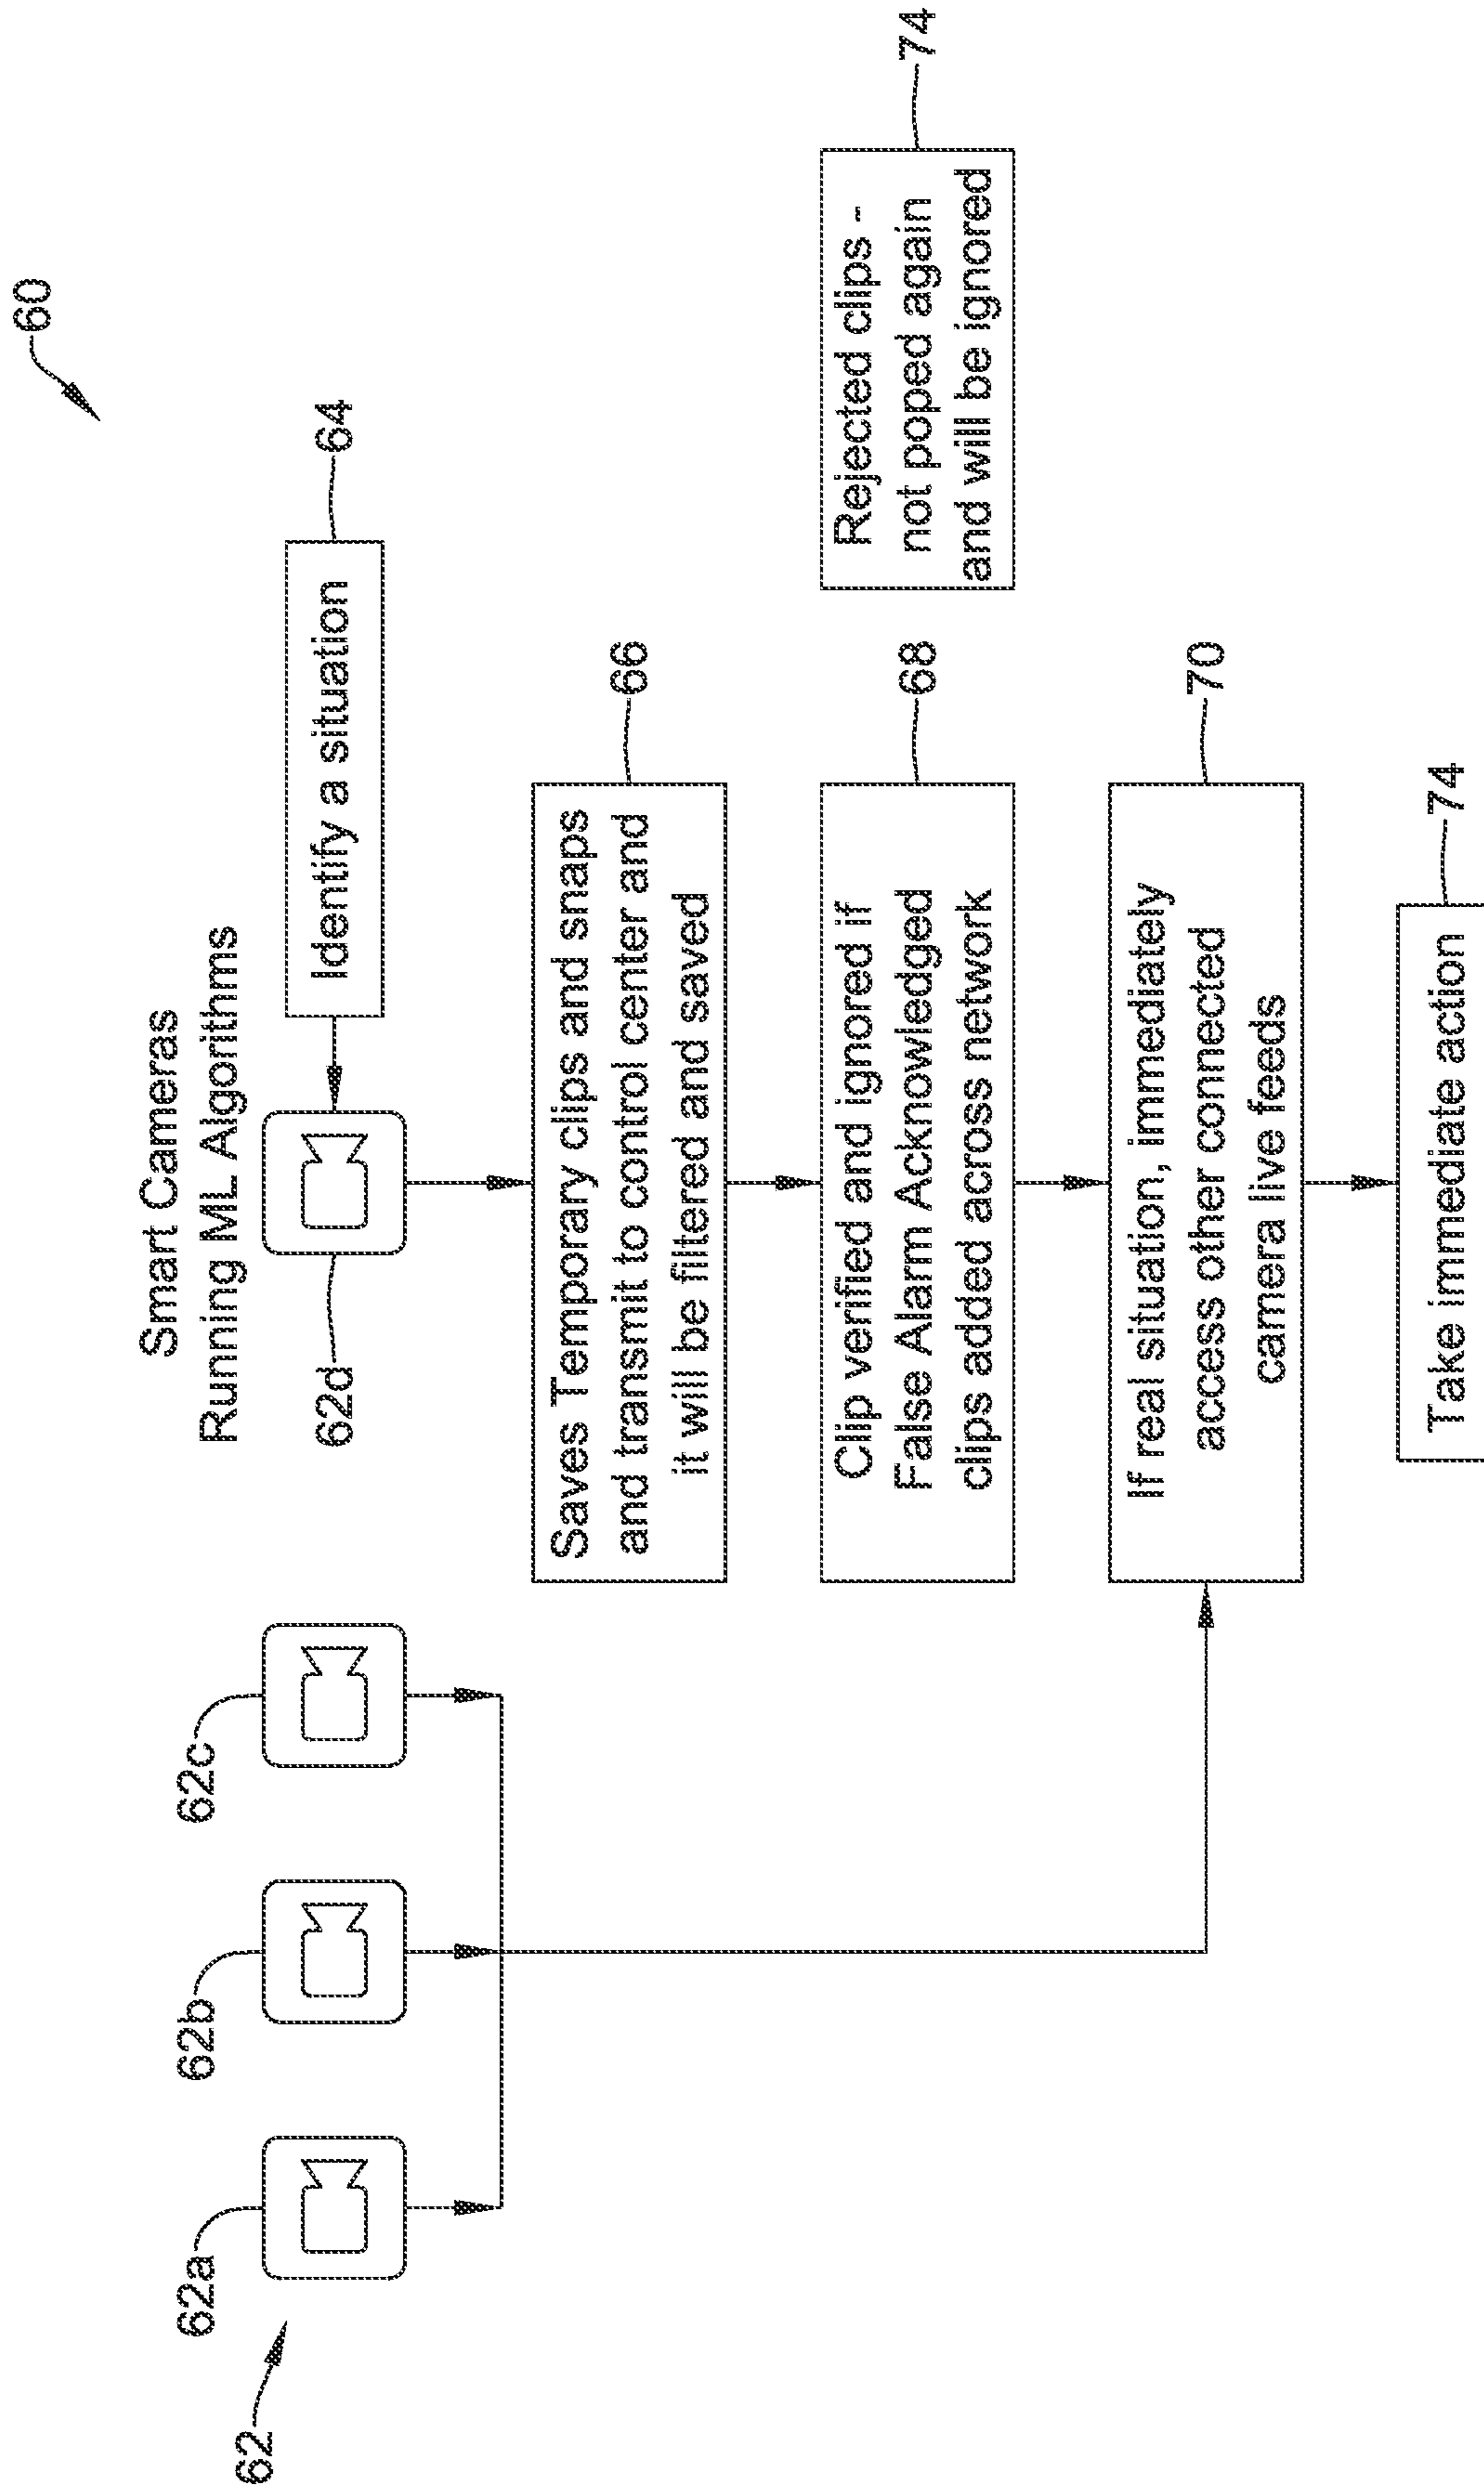 60
Smart Cameras
Running ML Algorithms
62
62a
62b
62c
62d
Identify a situation
64
Saves Temporary clips and snaps
and transmit to control center and
it will be filtered and saved
66
Clip verified and ignored if
False Alarm Acknowledged
clips added across network
68
Rejected clips -
not poped again
and will be ignored
74
If real situation, immediately
access other connected
camera live feeds
70
Take immediate action
74